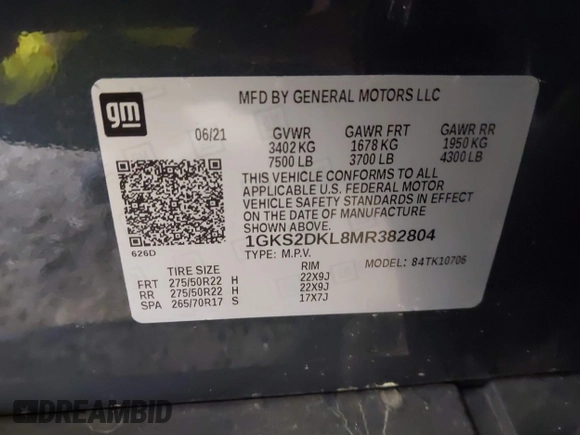 gm
MFD BY GENERAL MOTORS LLC
06/21 GVWR GAWR FRT GAWR RR
3402 KG 1678 KG 1950 KG
7500 LB 3700 LB 4300 LB
THIS VEHICLE CONFORMS TO ALL
APPLICABLE U.S. FEDERAL MOTOR
VEHICLE SAFETY STANDARDS IN EFFECT
ON THE DATE OF MANUFACTURE
SHOWN ABOVE.
1GKS2DKL8MR382804
626D TYPE: M.P.V. MODEL: 84TK10706
TIRE SIZE RIM
FRT 275/50R22 H 22X9J
RR 275/50R22 H 22X9J
SPA 265/70R17 S 17X7J
DREAMBID